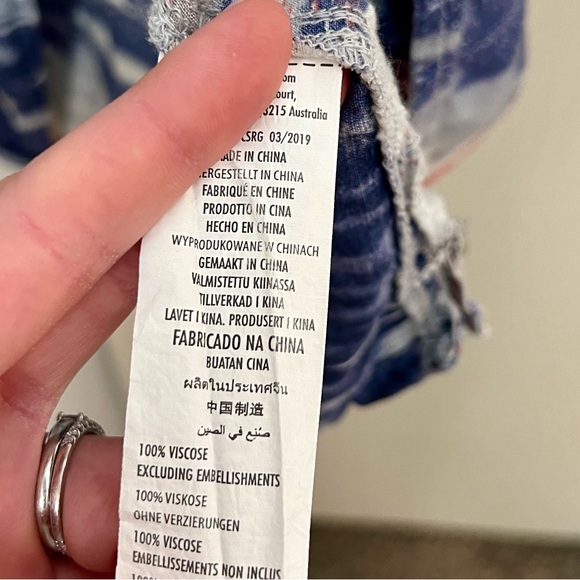 3215 Australia
03/2019
MADE IN CHINA
HERGESTELLT IN CHINA
FABRIQUÉ EN CHINE
PRODOTTO IN CINA
HECHO EN CHINA
WYPRODUKOWANE W CHINACH
GEMAAKT IN CHINA
VALMISTETTU KIINASSA
TILLVERKAD I KINA
LAVET I KINA. PRODUSERT I KINA
FABRICADO NA CHINA
BUATAN CINA
ผลิตในประเทศจีน
中国制造
صُنِع في الصين
100% VISCOSE
EXCLUDING EMBELLISHMENTS
100% VISKOSE
OHNE VERZIERUNGEN
100% VISCOSE
EMBELLISSEMENTS NON INCLUS